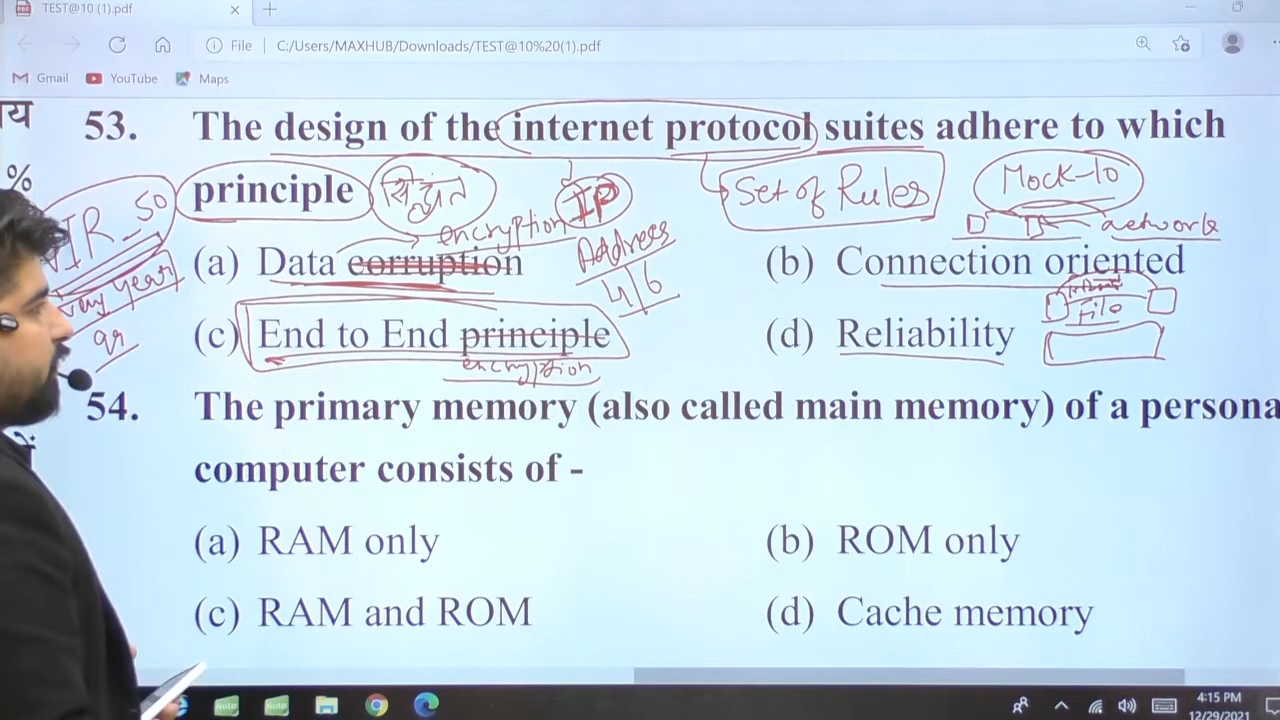 TEST@10 (1).pdf
File | C:/Users/MAXHUB/Downloads/TEST@10%20(1).pdf
Gmail YouTube Maps
53. The design of the internet protocol suites adhere to which
%
principle सिद्धांत IP Set of Rules Mock-10
IR_50
encryption
Address
network
(a) Data corruption (b) Connection oriented
4/6
year
File
(c) End to End principle (d) Reliability
encryption
54. The primary memory (also called main memory) of a persona
computer consists of -
(a) RAM only (b) ROM only
(c) RAM and ROM (d) Cache memory
4:15 PM
12/29/2021